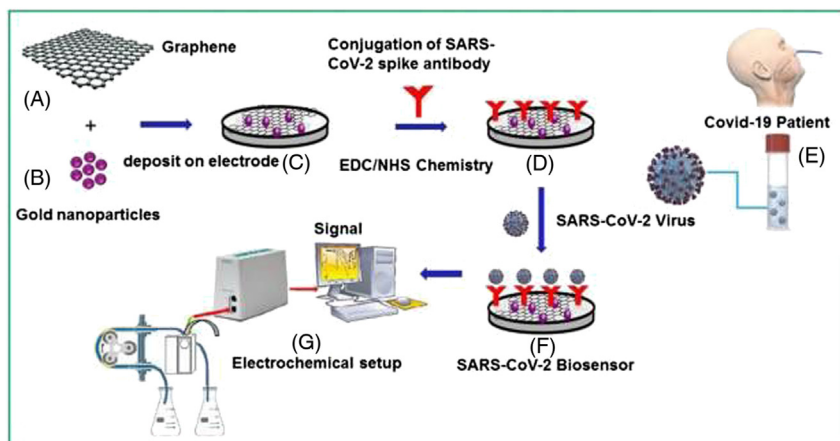 Graphene
(A)
+
(B)
Gold nanoparticles
deposit on electrode
(C)
Conjugation of SARS-
CoV-2 spike antibody
EDC/NHS Chemistry
(D)
Covid-19 Patient
(E)
SARS-CoV-2 Virus
Signal
(G)
Electrochemical setup
(F)
SARS-CoV-2 Biosensor